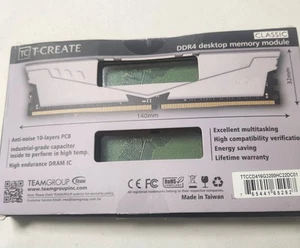 TC T-CREATE
CLASSIC
DDR4 desktop memory module
32mm
140mm
Anti-noise 10-layers PCB
Industrial-grade capacitor
inside to perform in high temp.
High endurance DRAM IC
Excellent multitasking
High compatibility verification
Energy saving
Lifetime warranty
TEAMGROUP
www.teamgroupinc.com
Made in Taiwan
TTCCD416G3200HC22DC01